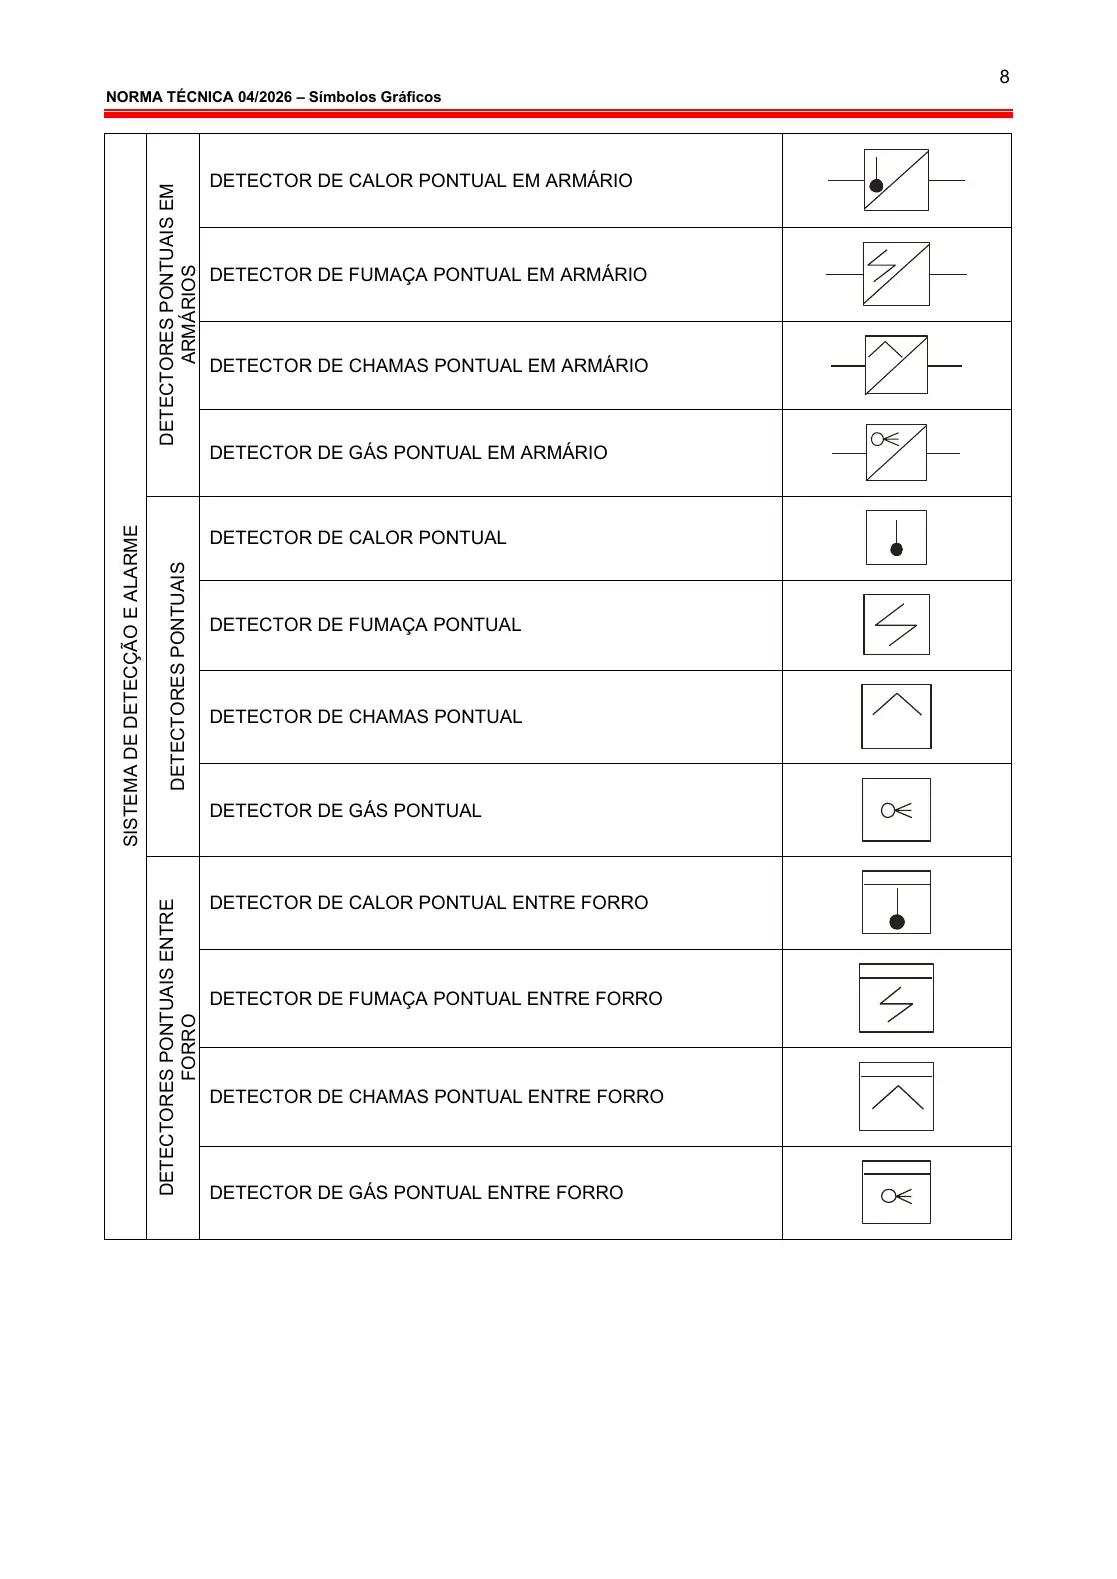 8
NORMA TÉCNICA 04/2026 – Símbolos Gráficos
SISTEMA DE DETECÇÃO E ALARME
DETECTORES PONTUAIS EM
ARMÁRIOS
DETECTOR DE CALOR PONTUAL EM ARMÁRIO
DETECTOR DE FUMAÇA PONTUAL EM ARMÁRIO
DETECTOR DE CHAMAS PONTUAL EM ARMÁRIO
DETECTOR DE GÁS PONTUAL EM ARMÁRIO
DETECTORES PONTUAIS
DETECTOR DE CALOR PONTUAL
DETECTOR DE FUMAÇA PONTUAL
DETECTOR DE CHAMAS PONTUAL
DETECTOR DE GÁS PONTUAL
DETECTORES PONTUAIS ENTRE
FORRO
DETECTOR DE CALOR PONTUAL ENTRE FORRO
DETECTOR DE FUMAÇA PONTUAL ENTRE FORRO
DETECTOR DE CHAMAS PONTUAL ENTRE FORRO
DETECTOR DE GÁS PONTUAL ENTRE FORRO